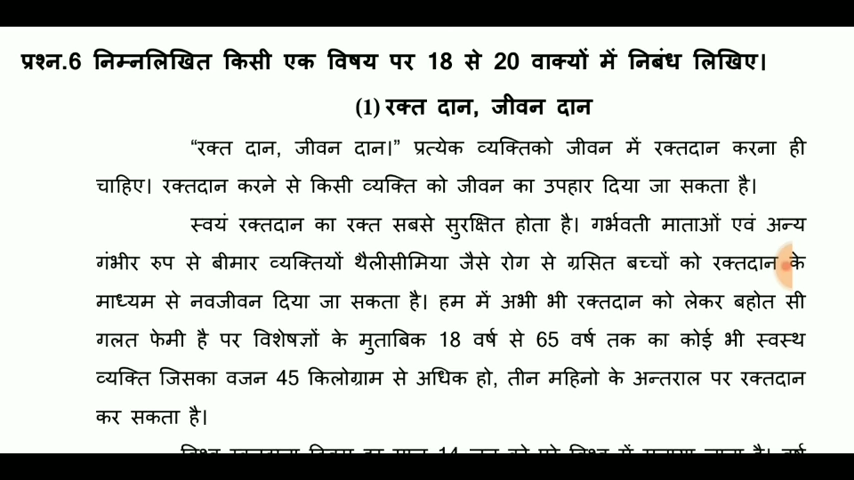 प्रश्न.6 निम्नलिखित किसी एक विषय पर 18 से 20 वाक्यों में निबंध लिखिए।
(1) रक्त दान, जीवन दान
“रक्त दान, जीवन दान।” प्रत्येक व्यक्तिको जीवन में रक्तदान करना ही
चाहिए। रक्तदान करने से किसी व्यक्ति को जीवन का उपहार दिया जा सकता है।
स्वयं रक्तदान का रक्त सबसे सुरक्षित होता है। गर्भवती माताओं एवं अन्य
गंभीर रुप से बीमार व्यक्तियों थैलीसीमिया जैसे रोग से ग्रसित बच्चों को रक्तदान के
माध्यम से नवजीवन दिया जा सकता है। हम में अभी भी रक्तदान को लेकर बहोत सी
गलत फेमी है पर विशेषज्ञों के मुताबिक 18 वर्ष से 65 वर्ष तक का कोई भी स्वस्थ
व्यक्ति जिसका वजन 45 किलोग्राम से अधिक हो, तीन महिनो के अन्तराल पर रक्तदान
कर सकता है।